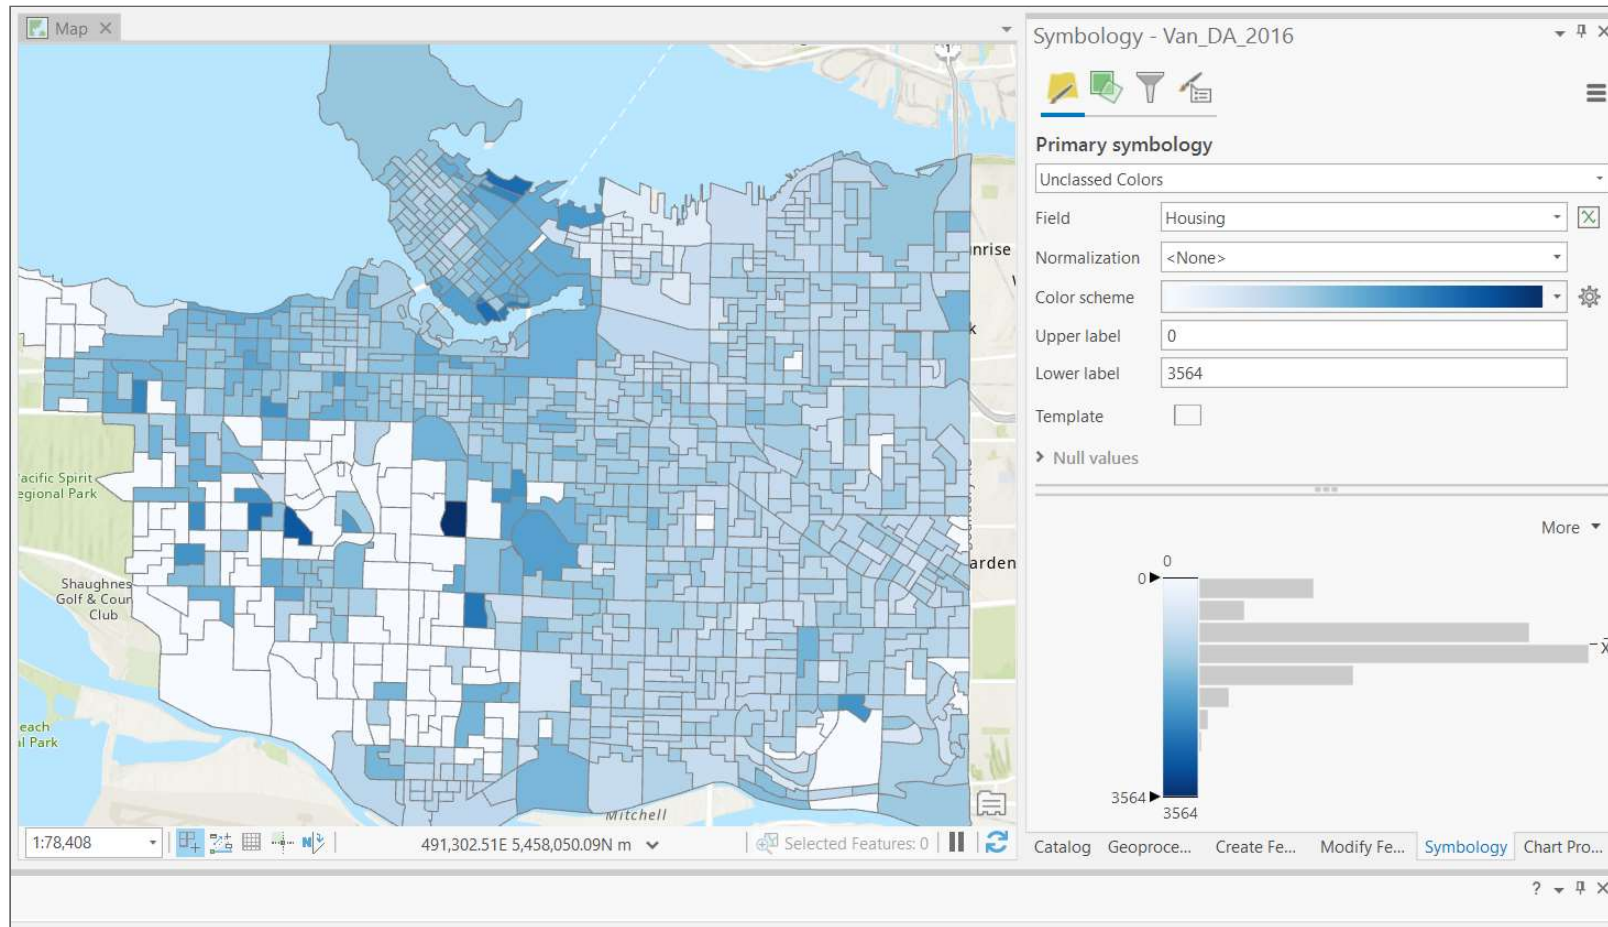 Map
1
nrise
k
acific Spirit
egional Park
Shaughnes
Golf & Coun
Club
arden
each
al Park
Mitchell
1:78,408
491,302.51E 5,458,050.09N m
Selected Features: 0
Symbology - Van_DA_2016
Primary symbology
Unclassed Colors
Field
Housing
Normalization
<None>
Color scheme
Upper label
0
Lower label
3564
Template
Null values
More
0
0
3564
3564
Catalog
Geoproce...
Create Fe...
Modify Fe...
Symbology
Chart Pro...